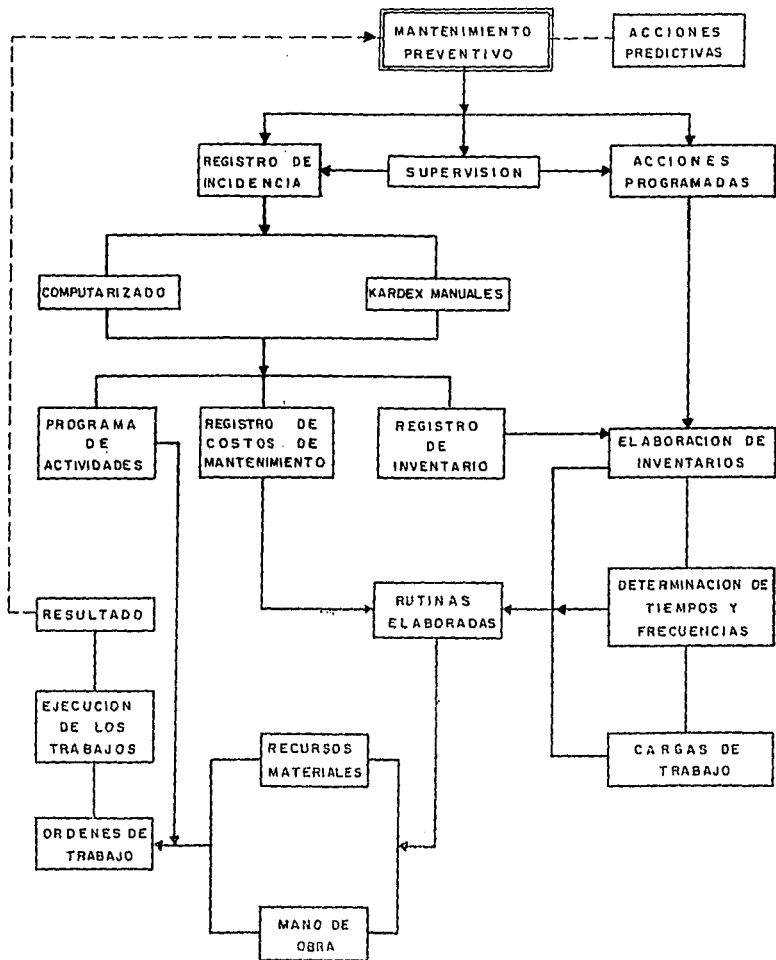 MANTENIMIENTO
PREVENTIVO
ACCIONES
PREDICTIVAS
REGISTRO DE
INCIDENCIA
SUPERVISION
ACCIONES
PROGRAMADAS
COMPUTARIZADO
KARDEX MANUALES
PROGRAMA
DE
ACTIVIDADES
REGISTRO DE
COSTOS DE
MANTENIMIENTO
REGISTRO
DE
INVENTARIO
ELABORACION DE
INVENTARIOS
RESULTADO
RUTINAS
ELABORADAS
DETERMINACION DE
TIEMPOS Y
FRECUENCIAS
EJECUCION
DE LOS
TRABAJOS
RECURSOS
MATERIALES
CARGAS DE
TRABAJO
ORDENES DE
TRABAJO
MANO DE
OBRA